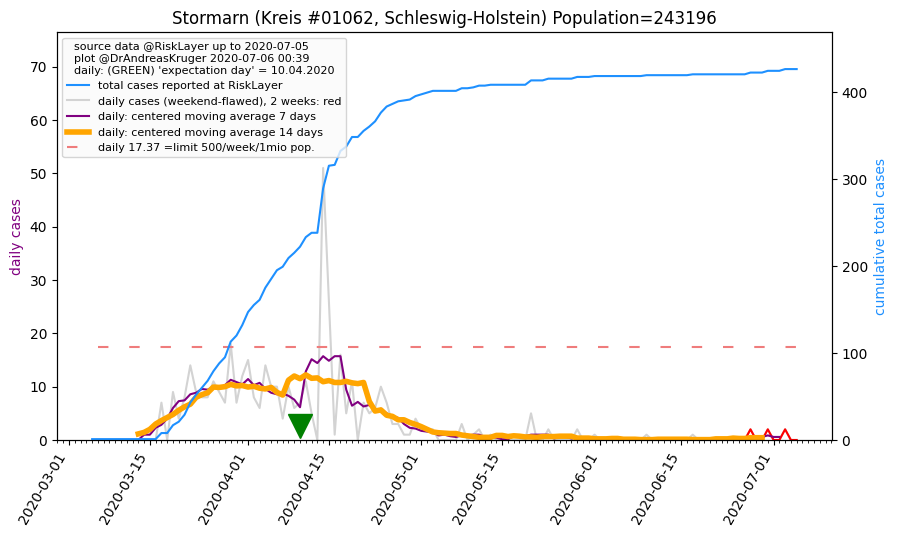 Stormarn (Kreis #01062, Schleswig-Holstein) Population=243196
source data @RiskLayer up to 2020-07-05
plot @DrAndreasKruger 2020-07-06 00:39
daily: (GREEN) 'expectation day' = 10.04.2020
total cases reported at RiskLayer
daily cases (weekend-flawed), 2 weeks: red
daily: centered moving average 7 days
daily: centered moving average 14 days
daily 17.37 =limit 500/week/1mio pop.
daily cases
70
60
50
40
30
20
10
0
cumulative total cases
400
300
200
100
0
2020-03-01
2020-03-15
2020-04-01
2020-04-15
2020-05-01
2020-05-15
2020-06-01
2020-06-15
2020-07-01